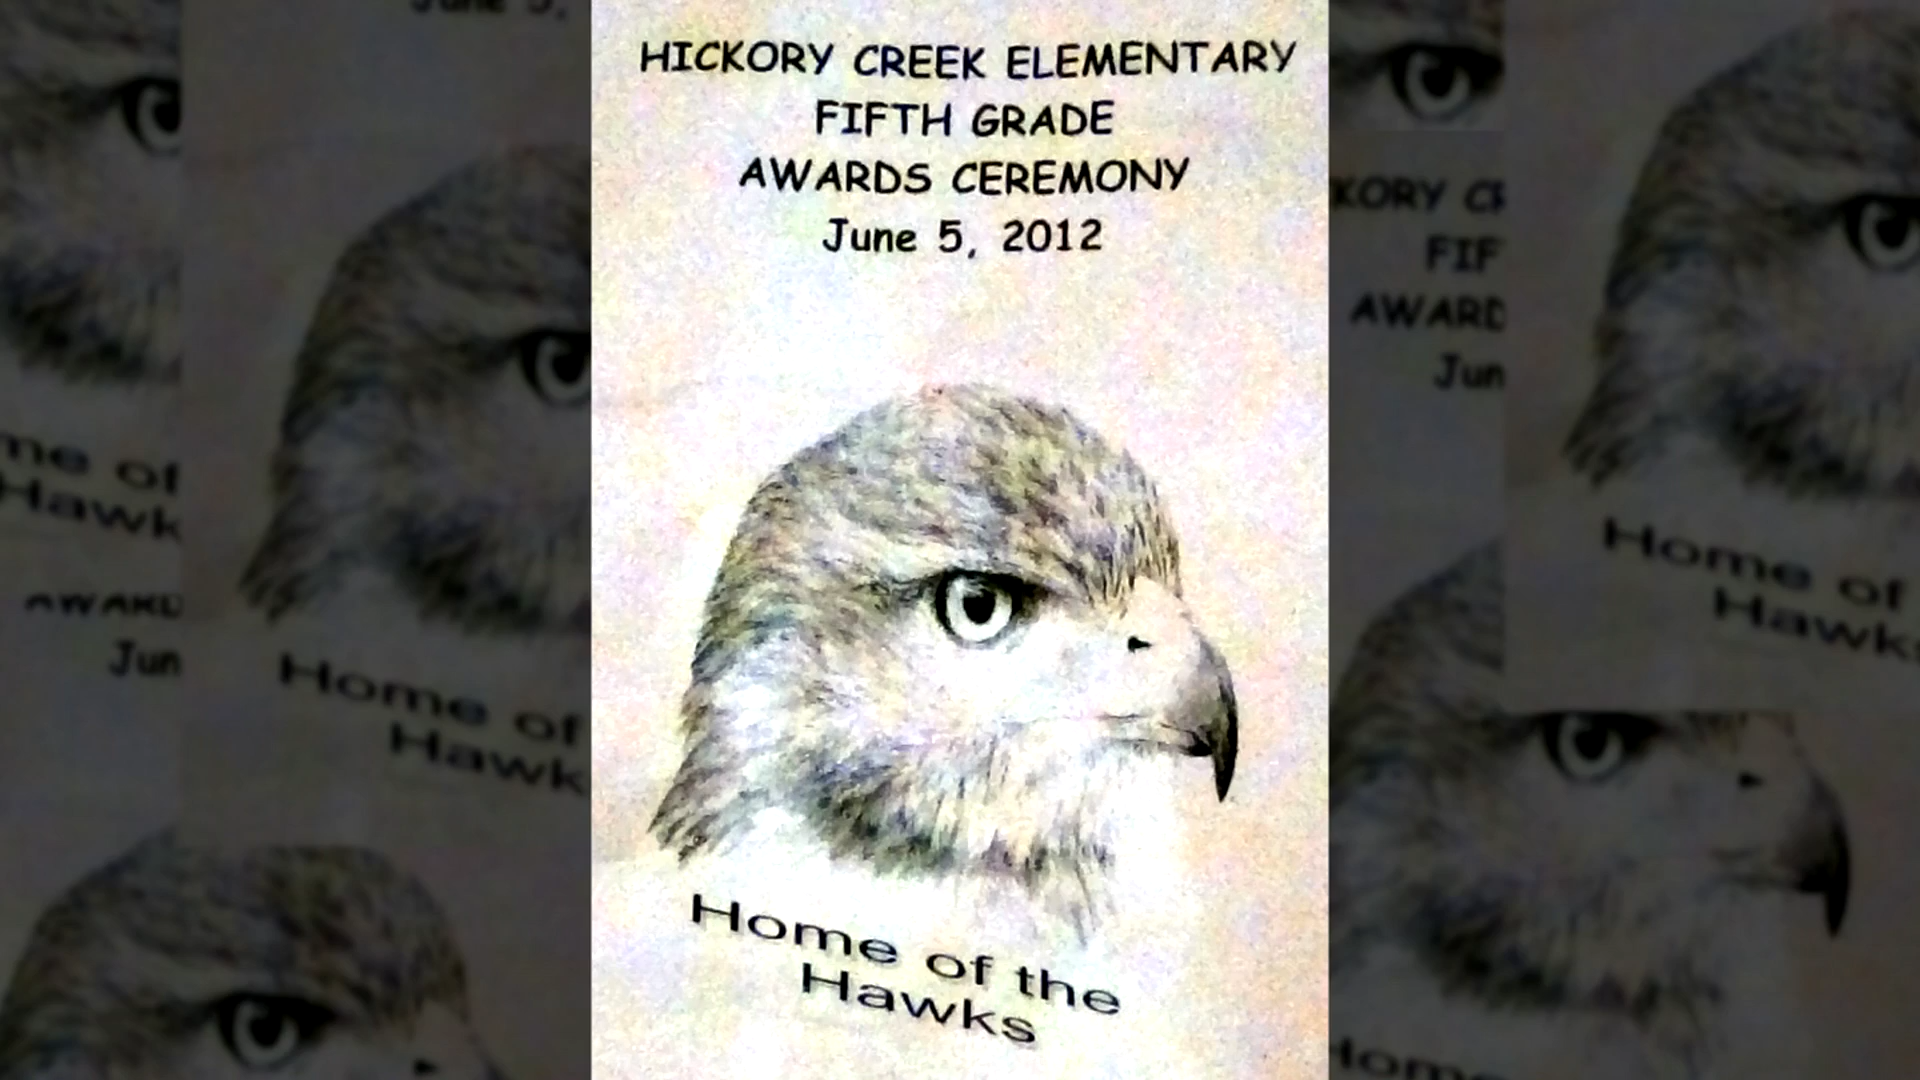 HICKORY CREEK ELEMENTARY
FIFTH GRADE
AWARDS CEREMONY
June 5, 2012
Home of the
Hawks